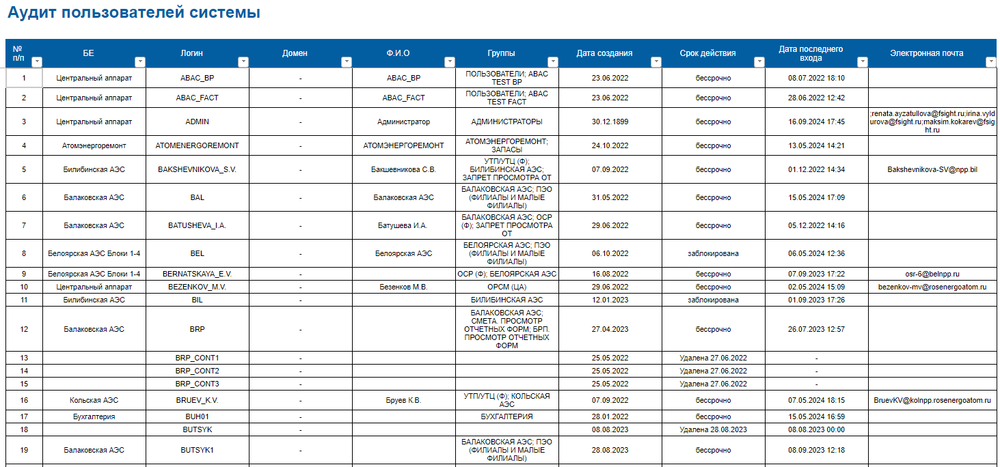 Аудит пользователей системы
№ п/п БЕ Логин Домен Ф.И.О Группы Дата создания Срок действия Дата последнего входа Электронная почта
1 Центральный аппарат ABAC_BP - ABAC_BP ПОЛЬЗОВАТЕЛИ; ABAC TEST BP 23.06.2022 бессрочно 08.07.2022 18:10
2 Центральный аппарат ABAC_FACT - ABAC_FACT ПОЛЬЗОВАТЕЛИ; ABAC TEST FACT 23.06.2022 бессрочно 28.06.2022 12:42
3 Центральный аппарат ADMIN - Администратор АДМИНИСТРАТОРЫ 30.12.1899 бессрочно 16.09.2024 17:45 ;renata.ayzatullova@fsight.ru;irina.vyldurova@fsight.ru;maksim.kokarev@fsight.ru
4 Атомэнергоремонт ATOMENERGOREMONT - АТОМЭНЕРГОРЕМОНТ АТОМЭНЕРГОРЕМОНТ; ЗАПАСЫ 24.10.2022 бессрочно 13.05.2024 14:21
5 Билибинская АЭС BAKSHEVNIKOVA_S.V. - Бакшевникова С.В. УТП/УТЦ (Ф); БИЛИБИНСКАЯ АЭС; ЗАПРЕТ ПРОСМОТРА ОТ 07.09.2022 бессрочно 01.12.2022 14:34 Bakshevnikova-SV@npp.bil
6 Балаковская АЭС BAL - Балаковская АЭС БАЛАКОВСКАЯ АЭС; ПЭО (ФИЛИАЛЫ И МАЛЫЕ ФИЛИАЛЫ) 31.05.2022 бессрочно 15.05.2024 17:09
7 Балаковская АЭС BATUSHEVA_I.A. - Батушева И.А. БАЛАКОВСКАЯ АЭС; ОСР (Ф); ЗАПРЕТ ПРОСМОТРА ОТ 29.06.2022 бессрочно 05.12.2022 14:16
8 Белоярская АЭС Блоки 1-4 BEL - Белоярская АЭС БЕЛОЯРСКАЯ АЭС; ПЭО (ФИЛИАЛЫ И МАЛЫЕ ФИЛИАЛЫ) 06.10.2022 заблокирована 06.05.2024 12:36
9 Белоярская АЭС Блоки 1-4 BERNATSKAYA_E.V. - ОСР (Ф); БЕЛОЯРСКАЯ АЭС 16.08.2022 бессрочно 07.09.2023 17:22 osr-6@belnpp.ru
10 Центральный аппарат BEZENKOV_M.V. - Безенков М.В. ОРСМ (ЦА) 29.06.2022 бессрочно 02.05.2024 15:09 bezenkov-mv@rosenergoatom.ru
11 Билибинская АЭС BIL - БИЛИБИНСКАЯ АЭС 12.01.2023 заблокирована 01.09.2023 17:26
12 Балаковская АЭС BRP - БАЛАКОВСКАЯ АЭС; СМЕТА. ПРОСМОТР ОТЧЕТНЫХ ФОРМ; БРП. ПРОСМОТР ОТЧЕТНЫХ ФОРМ 27.04.2023 бессрочно 26.07.2023 12:57
13 BRP_CONT1 - 25.05.2022 Удалена 27.06.2022 -
14 BRP_CONT2 - 25.05.2022 Удалена 27.06.2022 -
15 BRP_CONT3 - 25.05.2022 Удалена 27.06.2022 -
16 Кольская АЭС BRUEV_K.V. - Бруев К.В. УТП/УТЦ (Ф); КОЛЬСКАЯ АЭС 07.09.2022 бессрочно 07.05.2024 18:15 BruevKV@kolnpp.rosenergoatom.ru
17 Бухгалтерия BUH01 - БУХГАЛТЕРИЯ 28.01.2022 бессрочно 15.05.2024 16:59
18 BUTSYK - 08.08.2023 Удалена 28.08.2023 08.08.2023 00:00
19 Балаковская АЭС BUTSYK1 - БАЛАКОВСКАЯ АЭС; ПЭО (ФИЛИАЛЫ И МАЛЫЕ ФИЛИАЛЫ) 28.08.2023 бессрочно 08.09.2023 12:18